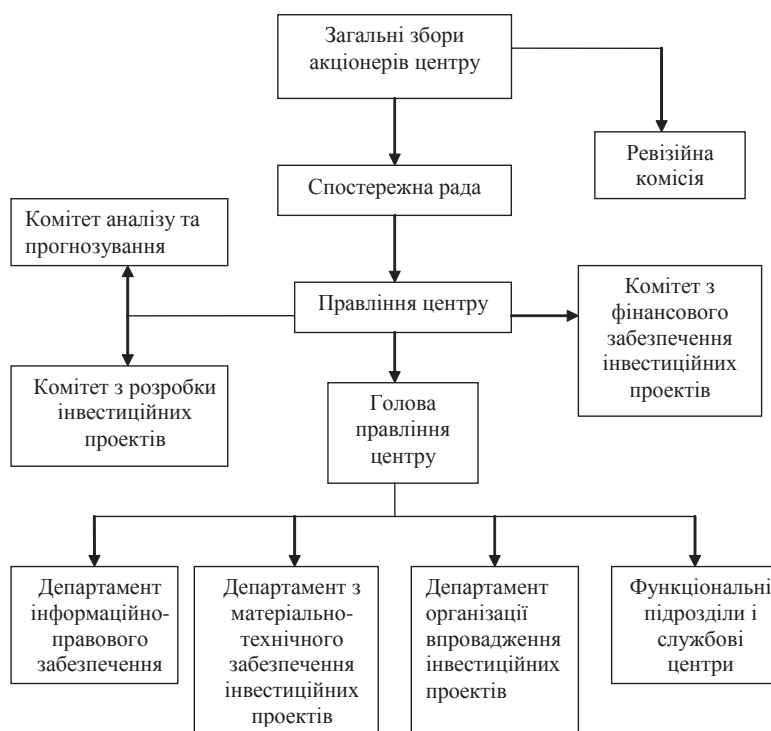 Загальні збори
акціонерів центру
Ревізійна
комісія
Спостережна рада
Комітет аналізу та
прогнозування
Правління центру
Комітет з
фінансового
забезпечення
інвестиційних
проектів
Комітет з розробки
інвестиційних
проектів
Голова
правління
центру
Департамент
інформаційно-
правового
забезпечення
Департамент з
матеріально-
технічного
забезпечення
інвестиційних
проектів
Департамент
організації
впровадження
інвестиційних
проектів
Функціональні
підрозділи і
службові
центри